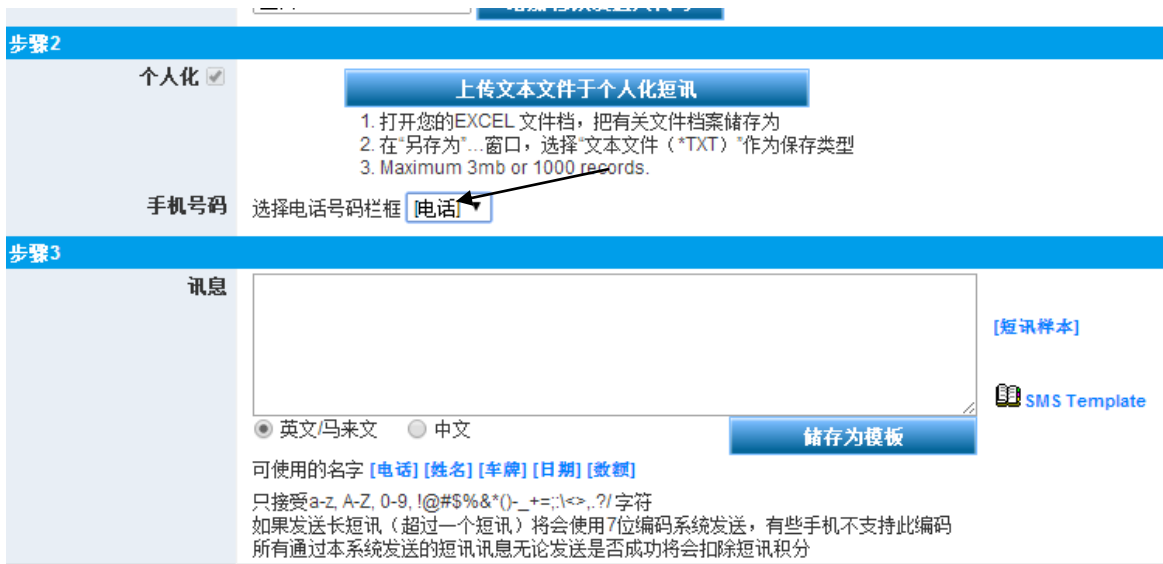 步骤2
个人化
上传文本文件于个人化短讯
1. 打开您的EXCEL 文件档，把有关文件档案储存为
2. 在“另存为”...窗口，选择“文本文件（*TXT）”作为保存类型
3. Maximum 3mb or 1000 records.
手机号码 选择电话号码栏框 [电话]
步骤3
讯息
[短讯样本]
SMS Template
英文/马来文 中文
储存为模板
可使用的名字 [电话] [姓名] [车牌] [日期] [数额]
只接受a-z, A-Z, 0-9, !@#$%&*()-_+=;:\<>,.?/ 字符
如果发送长短讯（超过一个短讯）将会使用7位编码系统发送，有些手机不支持此编码
所有通过本系统发送的短讯讯息无论发送是否成功将会扣除短讯积分